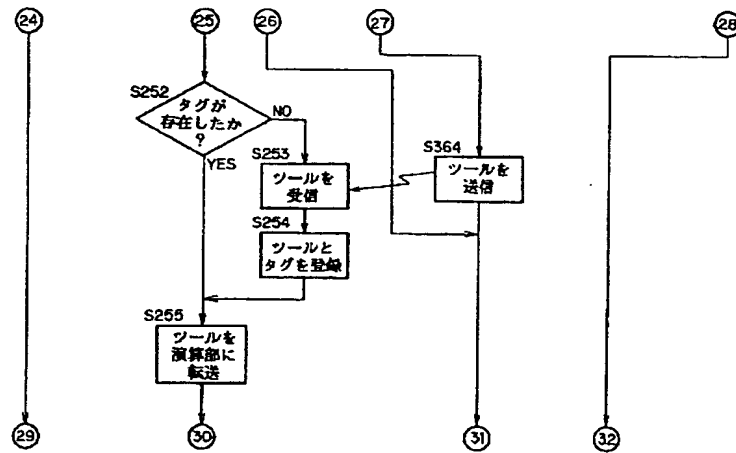 24
25
26
27
28
S252
タグが
存在したか
?
NO
YES
S253
ツールを
受信
S364
ツールを
送信
S254
ツールと
タグを登録
S255
ツールを
演算部に
転送
29
30
31
32